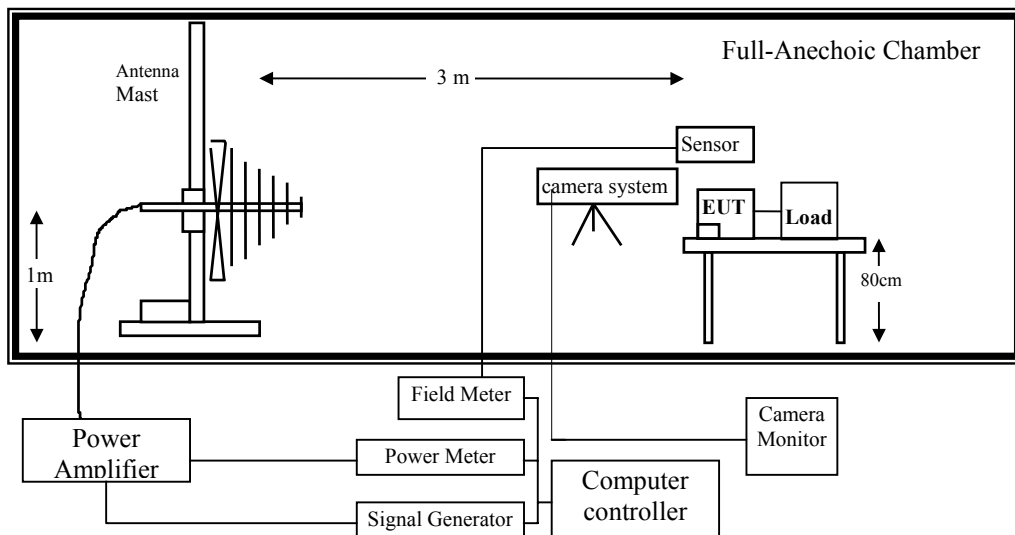 Full-Anechoic Chamber
Antenna
Mast
3 m
Sensor
camera system
EUT
Load
1m
80cm
Field Meter
Camera
Monitor
Power
Amplifier
Power Meter
Computer
controller
Signal Generator